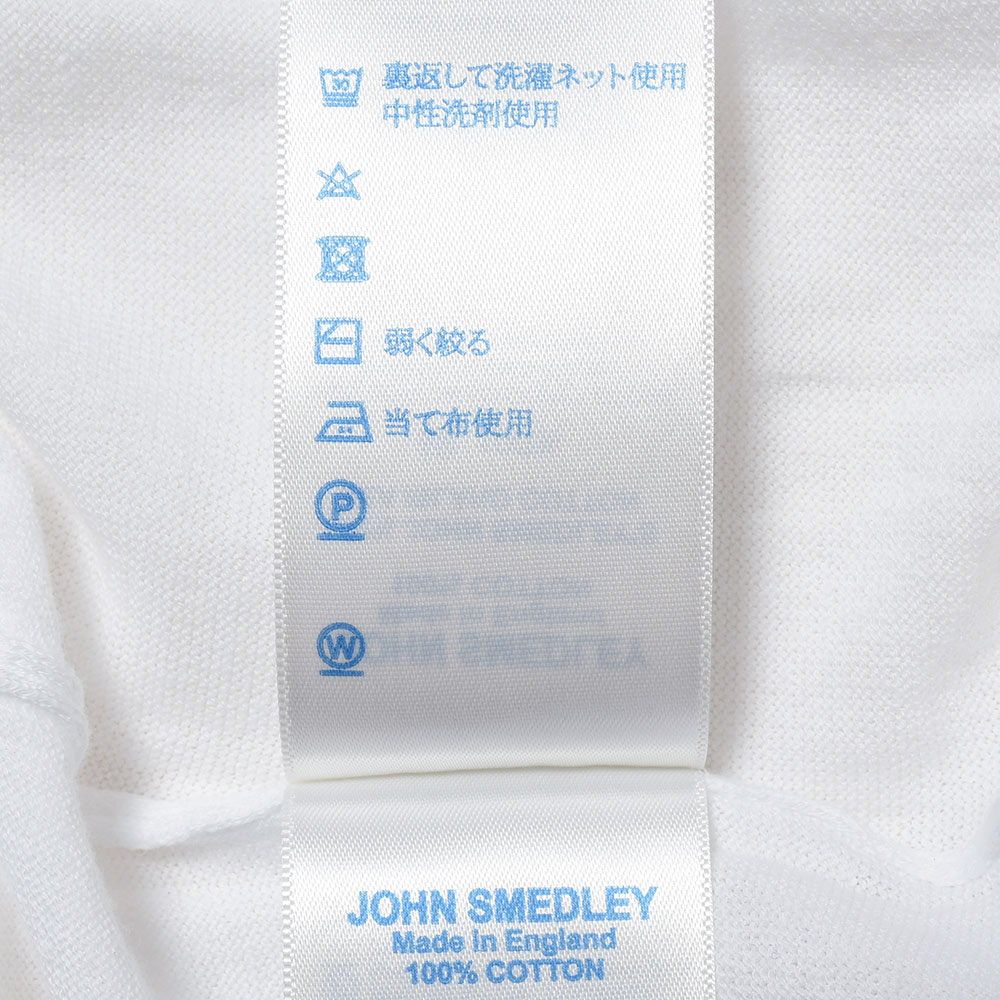 30 裏返して洗濯ネット使用
中性洗剤使用
弱く絞る
当て布使用
P
W
JOHN SMEDLEY
Made in England
100% COTTON